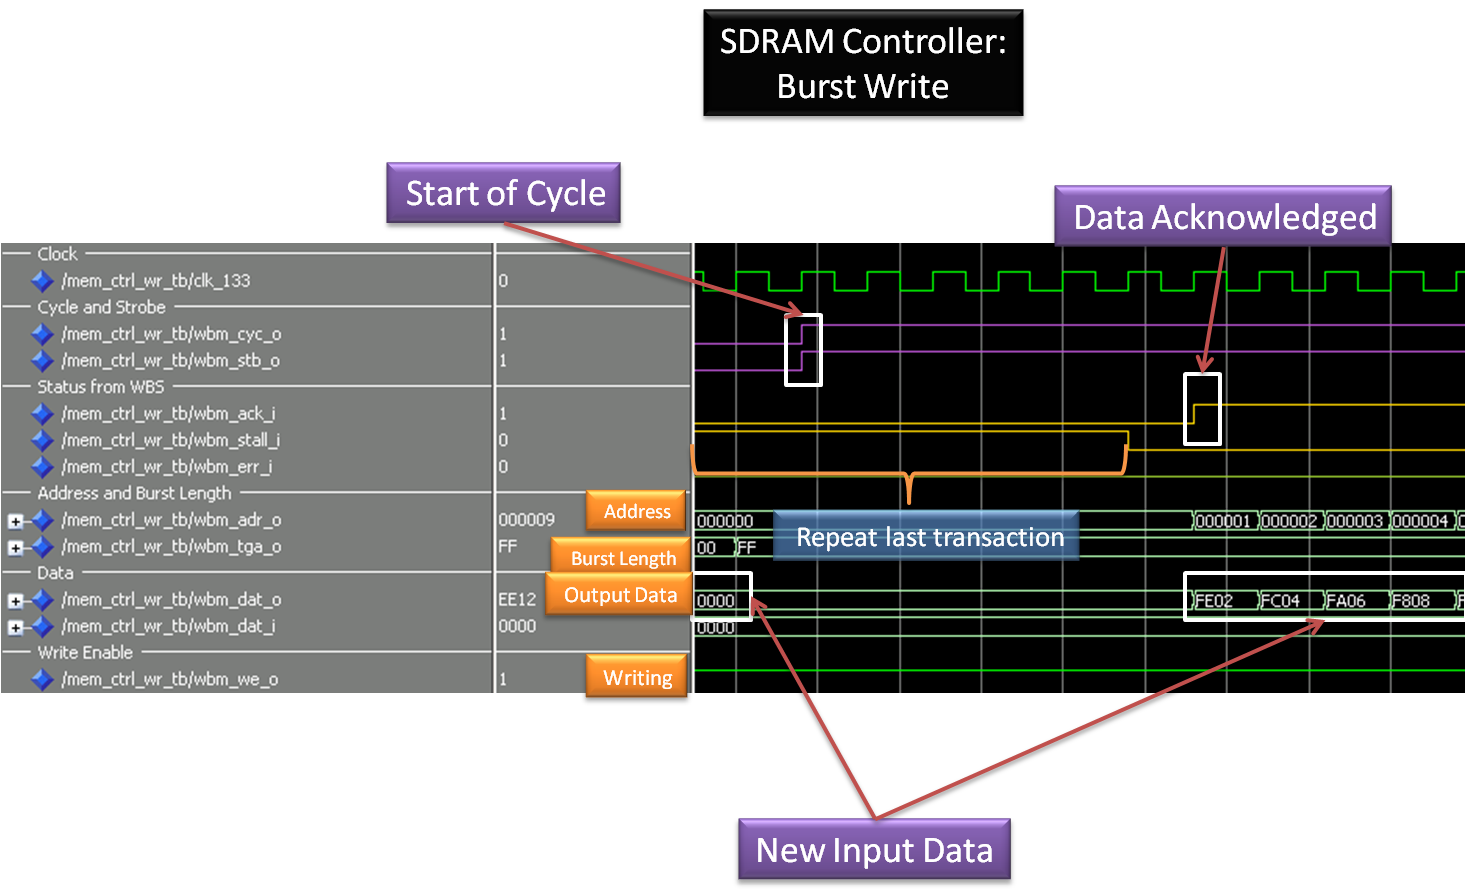 SDRAM Controller:
Burst Write
Start of Cycle
Data Acknowledged
Clock
/mem_ctrl_wr_tb/clk_133 0
Cycle and Strobe
/mem_ctrl_wr_tb/wbm_cyc_o 1
/mem_ctrl_wr_tb/wbm_stb_o 1
Status from WBS
/mem_ctrl_wr_tb/wbm_ack_i 1
/mem_ctrl_wr_tb/wbm_stall_i 0
/mem_ctrl_wr_tb/wbm_err_i 0
Address and Burst Length
/mem_ctrl_wr_tb/wbm_adr_o 000009 Address 000000 000001 000002 000003 000004
Repeat last transaction
/mem_ctrl_wr_tb/wbm_tga_o FF Burst Length 00 FF
Data
/mem_ctrl_wr_tb/wbm_dat_o EE12 Output Data 0000 FE02 FC04 FA06 F808 F
/mem_ctrl_wr_tb/wbm_dat_i 0000 0000
Write Enable
/mem_ctrl_wr_tb/wbm_we_o 1 Writing
New Input Data